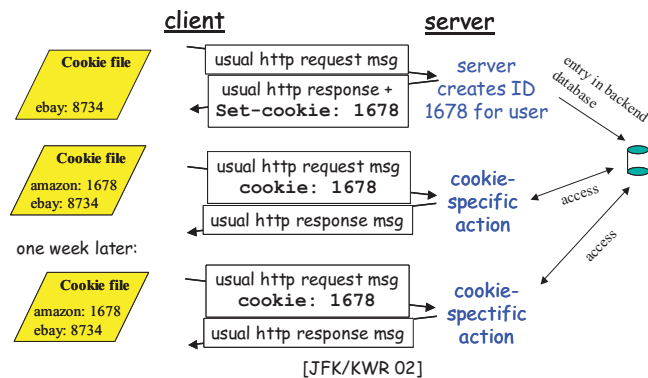 client
server
Cookie file
ebay: 8734
usual http request msg
usual http response +
Set-cookie: 1678
server
creates ID
1678 for user
entry in backend
database
Cookie file
amazon: 1678
ebay: 8734
usual http request msg
cookie: 1678
usual http response msg
cookie-
specific
action
access
access
one week later:
Cookie file
amazon: 1678
ebay: 8734
usual http request msg
cookie: 1678
usual http response msg
cookie-
spectific
action
[JFK/KWR 02]